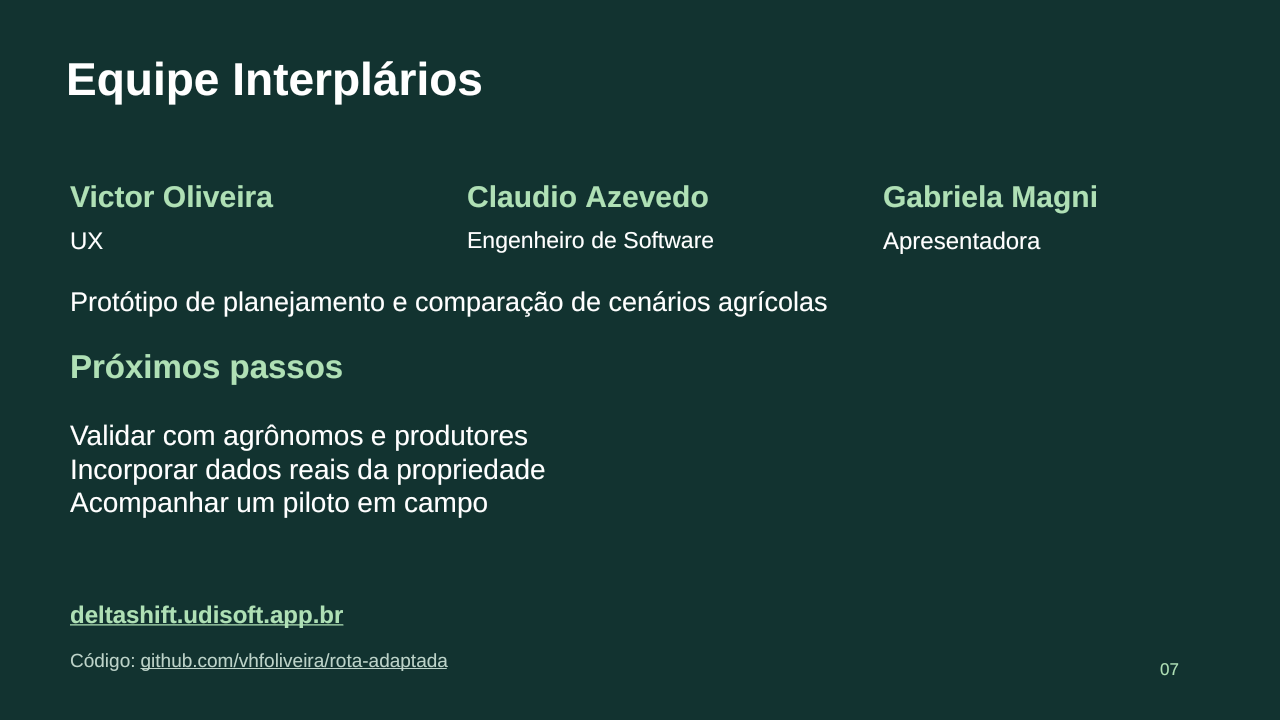 Equipe Interplários
Victor Oliveira
Claudio Azevedo
Gabriela Magni
UX
Engenheiro de Software
Apresentadora
Protótipo de planejamento e comparação de cenários agrícolas
Próximos passos
Validar com agrônomos e produtores
Incorporar dados reais da propriedade
Acompanhar um piloto em campo
deltashift.udisoft.app.br
Código: github.com/vhfoliveira/rota-adaptada
07